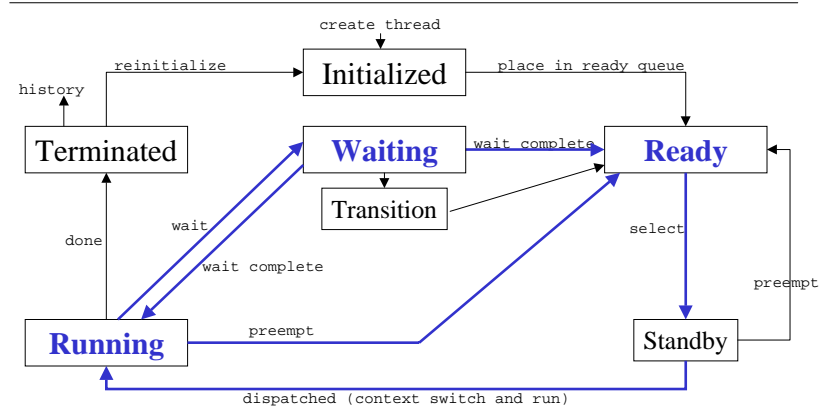 create thread
reinitialize
Initialized
place in ready queue
history
Terminated
Waiting
wait complete
Ready
Transition
wait
select
done
wait complete
preempt
preempt
Running
Standby
dispatched (context switch and run)